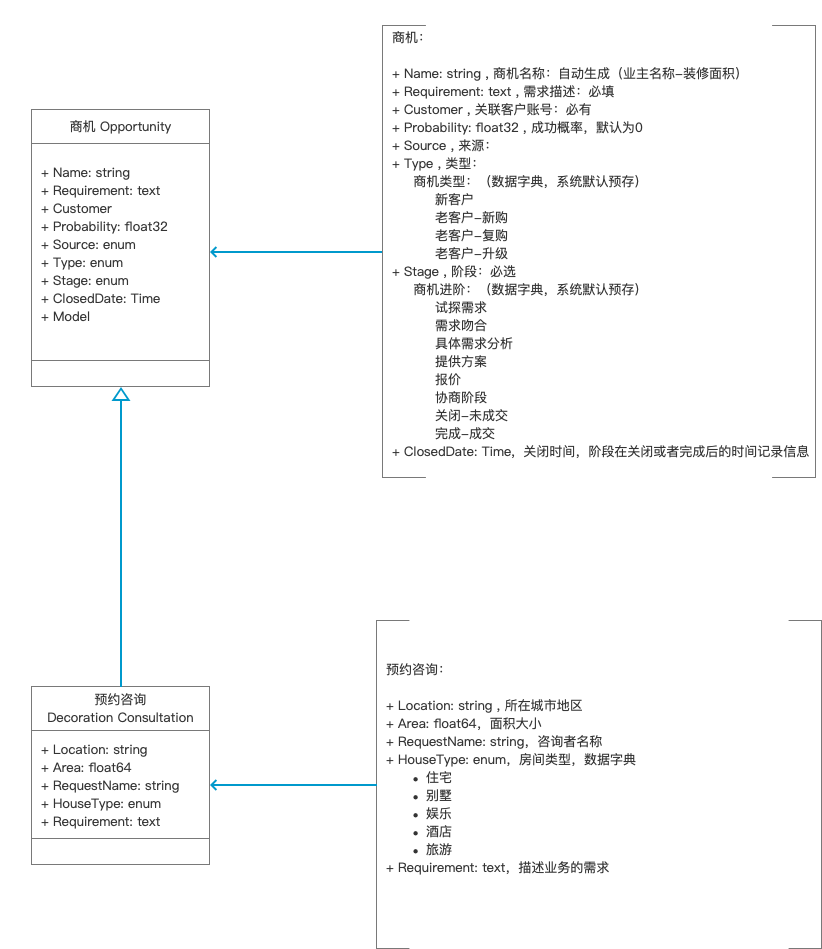 商机 Opportunity
+ Name: string
+ Requirement: text
+ Customer
+ Probability: float32
+ Source: enum
+ Type: enum
+ Stage: enum
+ ClosedDate: Time
+ Model
商机：
+ Name: string , 商机名称：自动生成（业主名称-装修面积）
+ Requirement: text , 需求描述：必填
+ Customer , 关联客户账号：必有
+ Probability: float32 , 成功概率，默认为0
+ Source , 来源：
+ Type , 类型：
商机类型：（数据字典，系统默认预存）
新客户
老客户-新购
老客户-复购
老客户-升级
+ Stage , 阶段：必选
商机进阶：（数据字典，系统默认预存）
试探需求
需求吻合
具体需求分析
提供方案
报价
协商阶段
关闭-未成交
完成-成交
+ ClosedDate: Time，关闭时间，阶段在关闭或者完成后的时间记录信息
预约咨询
Decoration Consultation
+ Location: string
+ Area: float64
+ RequestName: string
+ HouseType: enum
+ Requirement: text
预约咨询：
+ Location: string , 所在城市地区
+ Area: float64，面积大小
+ RequestName: string，咨询者名称
+ HouseType: enum，房间类型，数据字典
• 住宅
• 别墅
• 娱乐
• 酒店
• 旅游
+ Requirement: text，描述业务的需求